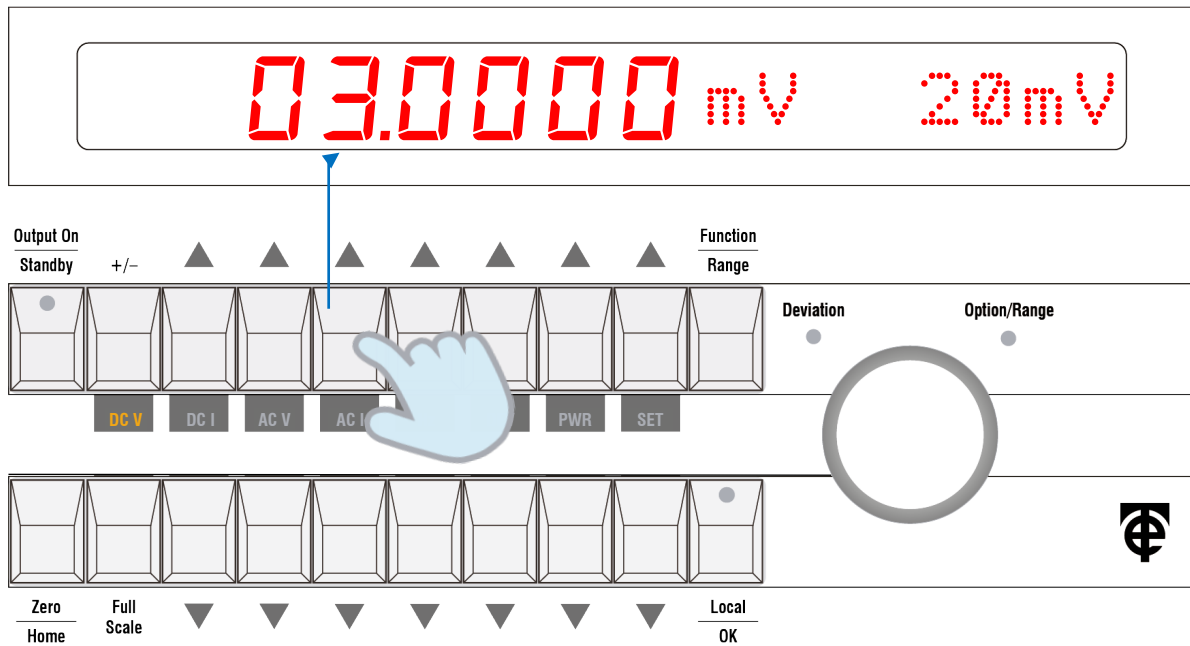 03.0000 mV 20mV
Output On
Standby
+/−
Function
Range
Deviation
Option/Range
DC V
DC I
AC V
AC I
PWR
SET
Zero
Home
Full
Scale
Local
OK